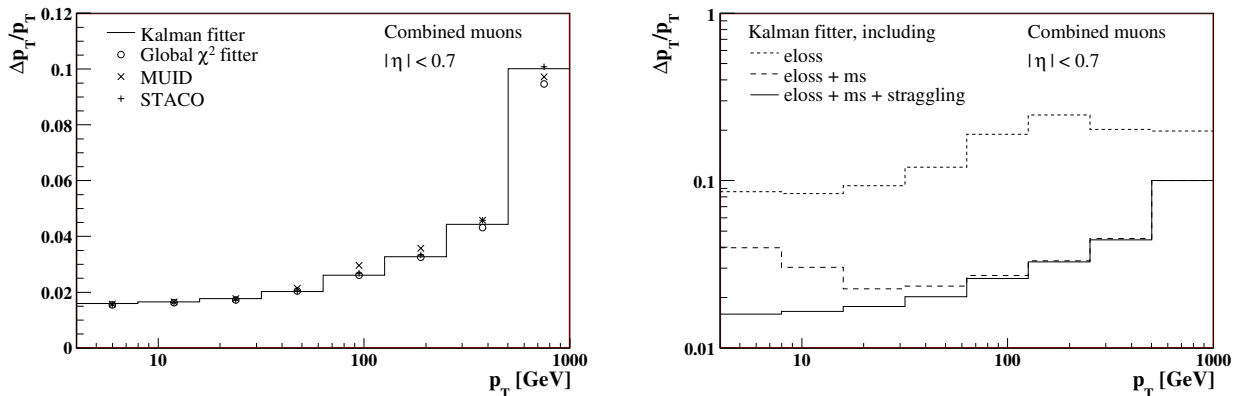 Δp_T/p_T
0.12
0.1
0.08
0.06
0.04
0.02
0
Kalman fitter
Global χ² fitter
MUID
STACO
Combined muons
|η| < 0.7
10
100
1000
p_T [GeV]
Δp_T/p_T
1
0.1
0.01
Kalman fitter, including
eloss
eloss + ms
eloss + ms + straggling
Combined muons
|η| < 0.7
10
100
1000
p_T [GeV]